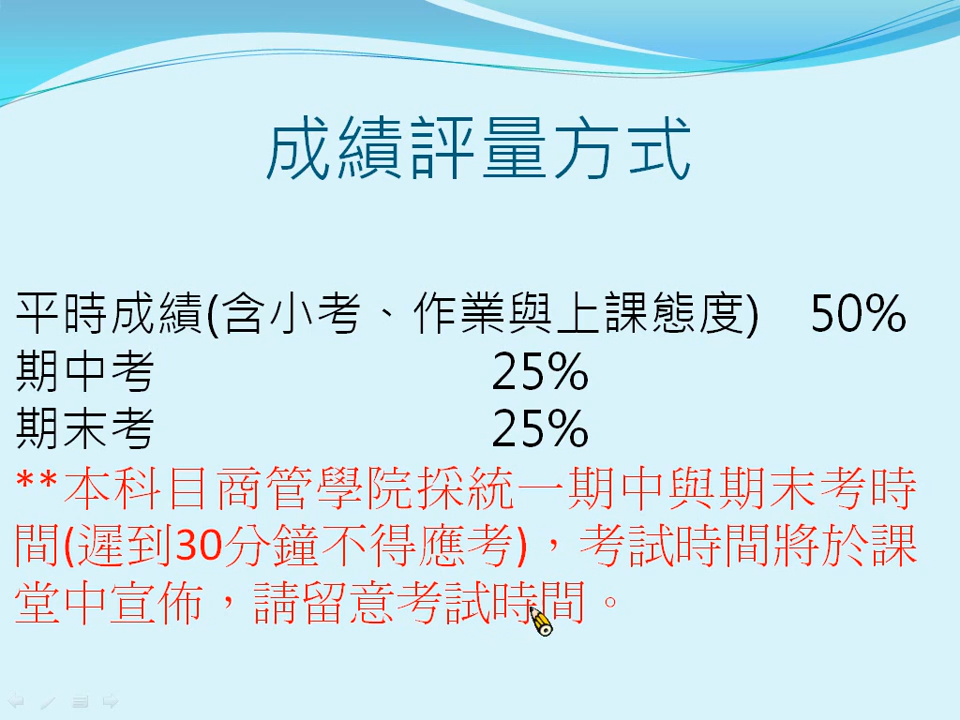 成績評量方式
平時成績(含小考、作業與上課態度) 50%
期中考 25%
期末考 25%
**本科目商管學院採統一期中與期末考時
間(遲到30分鐘不得應考)，考試時間將於課
堂中宣佈，請留意考試時間。